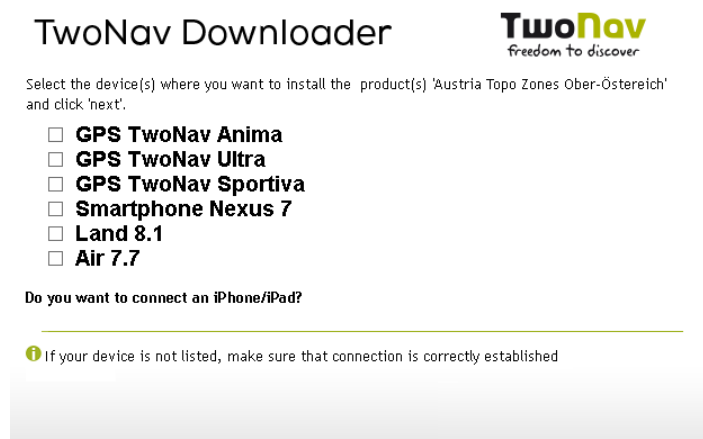 TwoNav Downloader
TwoNav
freedom to discover
Select the device(s) where you want to install the product(s) 'Austria Topo Zones Ober-Östereich'
and click 'next'.
GPS TwoNav Anima
GPS TwoNav Ultra
GPS TwoNav Sportiva
Smartphone Nexus 7
Land 8.1
Air 7.7
Do you want to connect an iPhone/iPad?
If your device is not listed, make sure that connection is correctly established